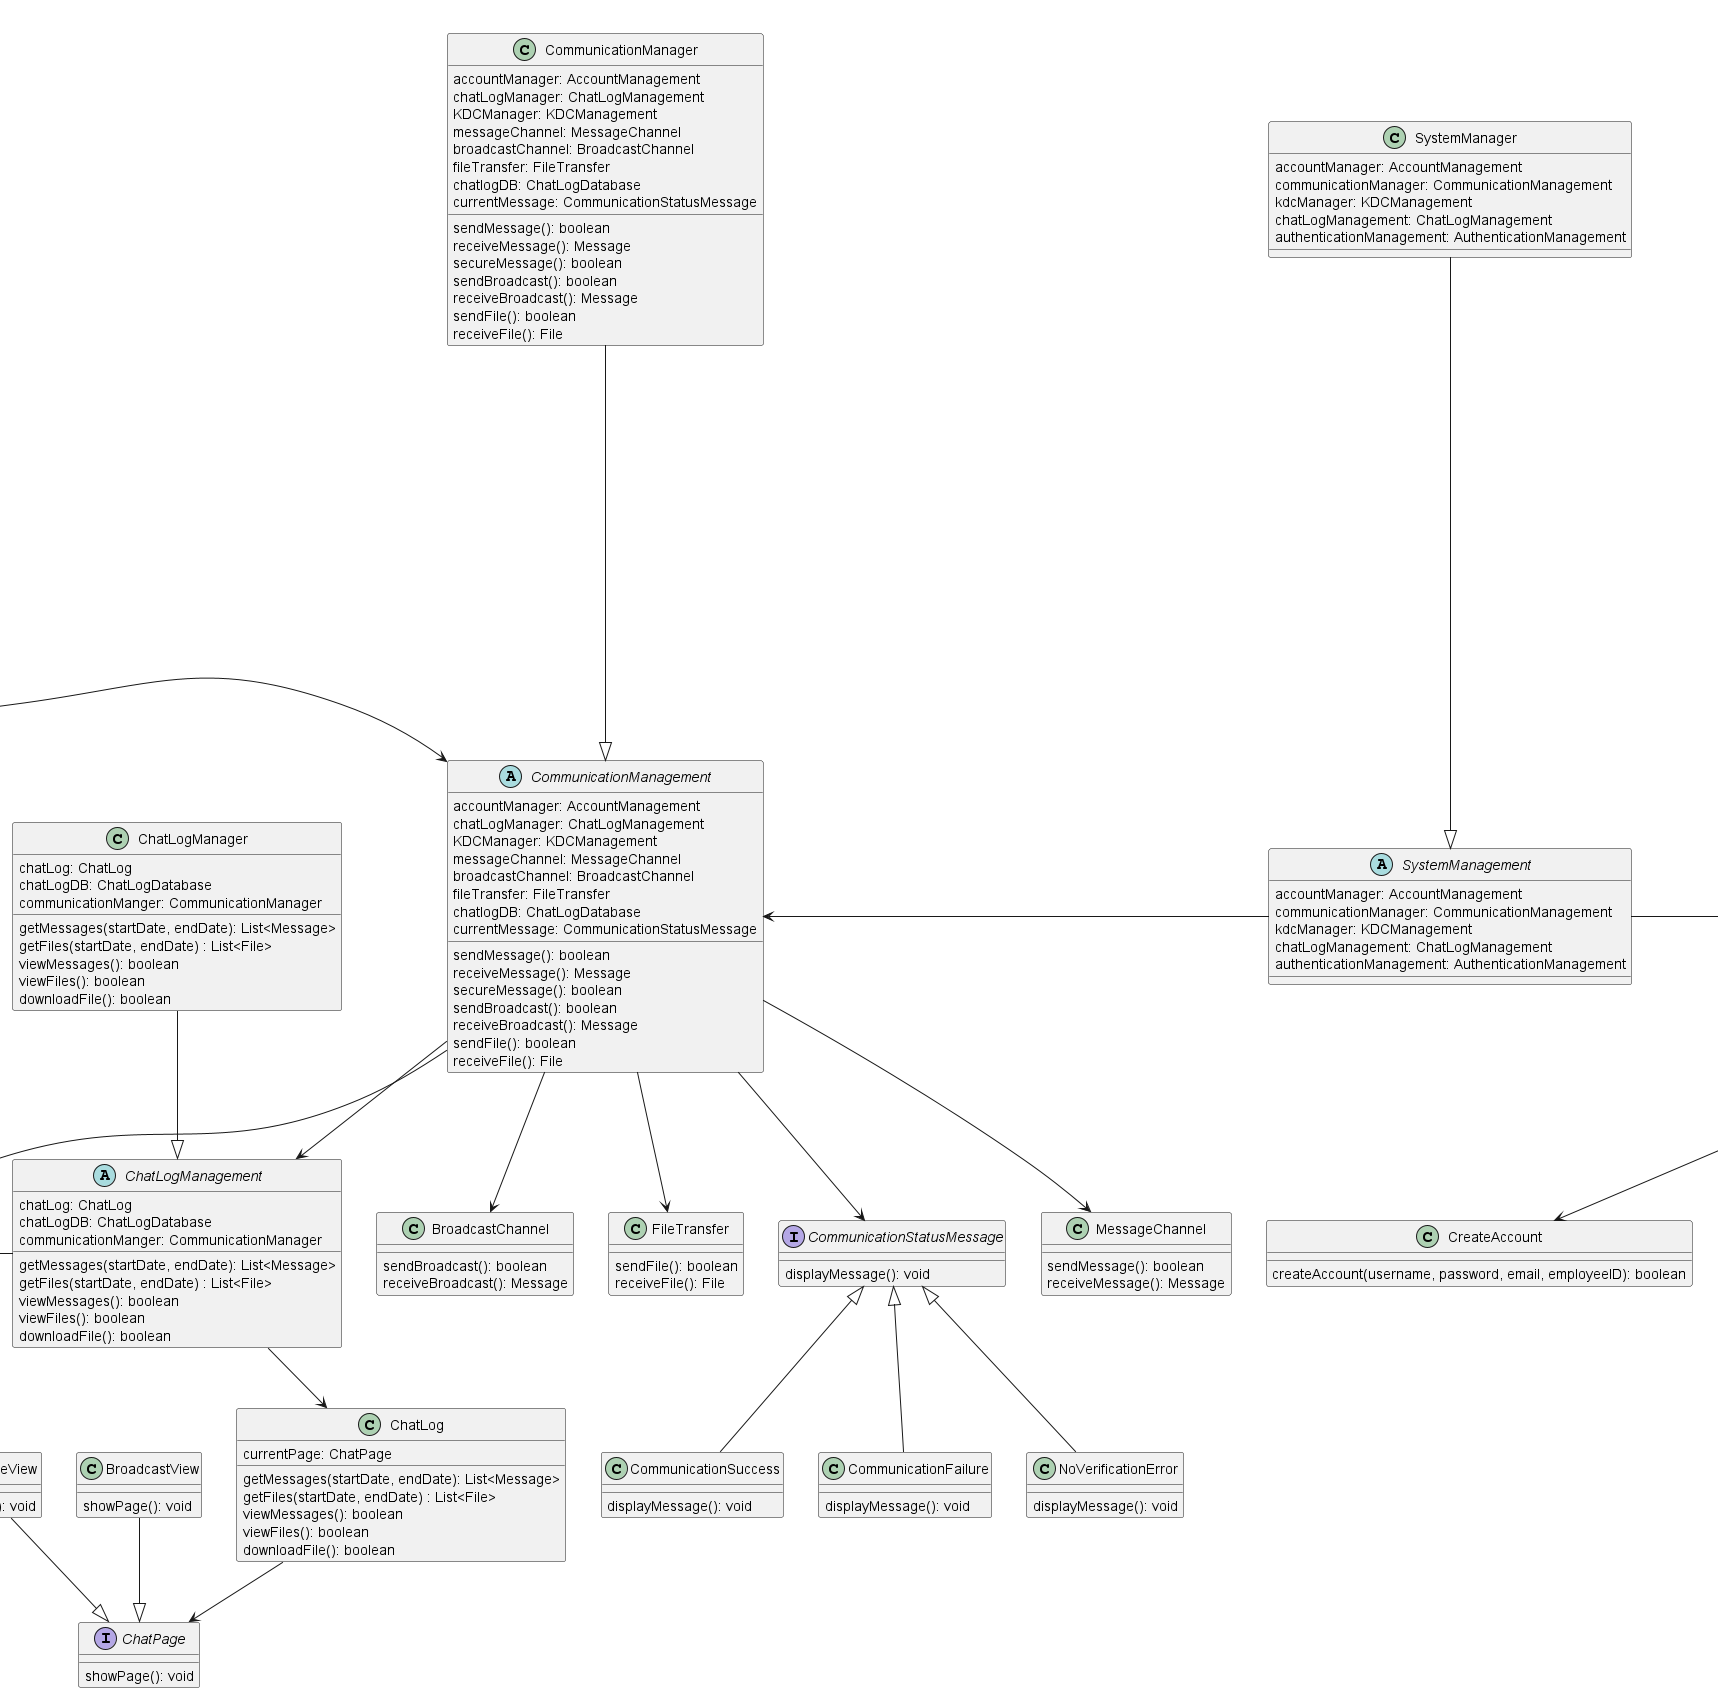 C CommunicationManager
accountManager: AccountManagement
chatLogManager: ChatLogManagement
KDCManager: KDCManagement
messageChannel: MessageChannel
broadcastChannel: BroadcastChannel
fileTransfer: FileTransfer
chatlogDB: ChatLogDatabase
currentMessage: CommunicationStatusMessage
sendMessage(): boolean
receiveMessage(): Message
secureMessage(): boolean
sendBroadcast(): boolean
receiveBroadcast(): Message
sendFile(): boolean
receiveFile(): File
C SystemManager
accountManager: AccountManagement
communicationManager: CommunicationManagement
kdcManager: KDCManagement
chatLogManagement: ChatLogManagement
authenticationManagement: AuthenticationManagement
A CommunicationManagement
accountManager: AccountManagement
chatLogManager: ChatLogManagement
KDCManager: KDCManagement
messageChannel: MessageChannel
broadcastChannel: BroadcastChannel
fileTransfer: FileTransfer
chatlogDB: ChatLogDatabase
currentMessage: CommunicationStatusMessage
sendMessage(): boolean
receiveMessage(): Message
secureMessage(): boolean
sendBroadcast(): boolean
receiveBroadcast(): Message
sendFile(): boolean
receiveFile(): File
C ChatLogManager
chatLog: ChatLog
chatLogDB: ChatLogDatabase
communicationManger: CommunicationManager
getMessages(startDate, endDate): List<Message>
getFiles(startDate, endDate) : List<File>
viewMessages(): boolean
viewFiles(): boolean
downloadFile(): boolean
A SystemManagement
accountManager: AccountManagement
communicationManager: CommunicationManagement
kdcManager: KDCManagement
chatLogManagement: ChatLogManagement
authenticationManagement: AuthenticationManagement
A ChatLogManagement
chatLog: ChatLog
chatLogDB: ChatLogDatabase
communicationManger: CommunicationManager
getMessages(startDate, endDate): List<Message>
getFiles(startDate, endDate) : List<File>
viewMessages(): boolean
viewFiles(): boolean
downloadFile(): boolean
C BroadcastChannel
sendBroadcast(): boolean
receiveBroadcast(): Message
C FileTransfer
sendFile(): boolean
receiveFile(): File
I CommunicationStatusMessage
displayMessage(): void
C MessageChannel
sendMessage(): boolean
receiveMessage(): Message
C CreateAccount
createAccount(username, password, email, employeeID): boolean
eView
): void
C BroadcastView
showPage(): void
C ChatLog
currentPage: ChatPage
getMessages(startDate, endDate): List<Message>
getFiles(startDate, endDate) : List<File>
viewMessages(): boolean
viewFiles(): boolean
downloadFile(): boolean
C CommunicationSuccess
displayMessage(): void
C CommunicationFailure
displayMessage(): void
C NoVerificationError
displayMessage(): void
I ChatPage
showPage(): void